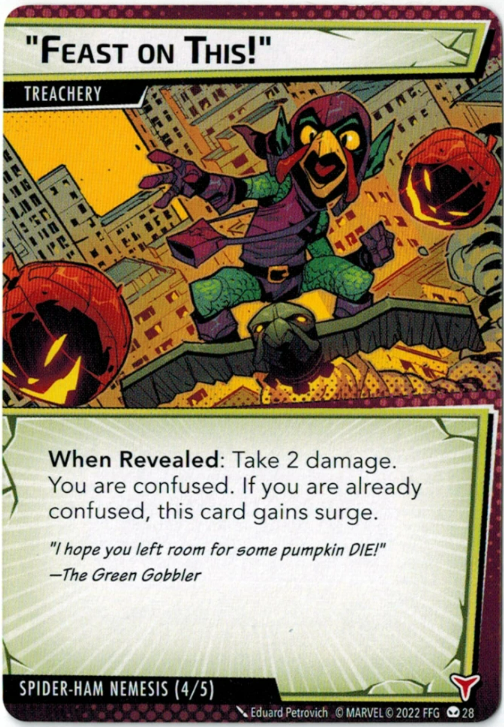 "FEAST ON THIS!"
TREACHERY
When Revealed: Take 2 damage.
You are confused. If you are already
confused, this card gains surge.
"I hope you left room for some pumpkin DIE!"
—The Green Gobbler
SPIDER-HAM NEMESIS (4/5)
Eduard Petrovich © MARVEL © 2022 FFG 28